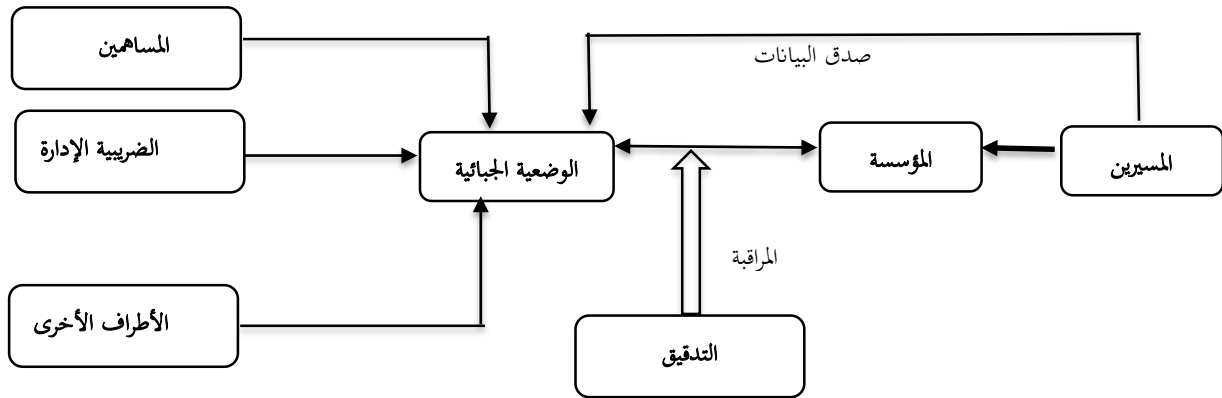 المساهمين
صدق البيانات
الضريبية الإدارة
الوضعية الجبائية
المؤسسة
المسيرين
المراقبة
الأطراف الأخرى
التدقيق